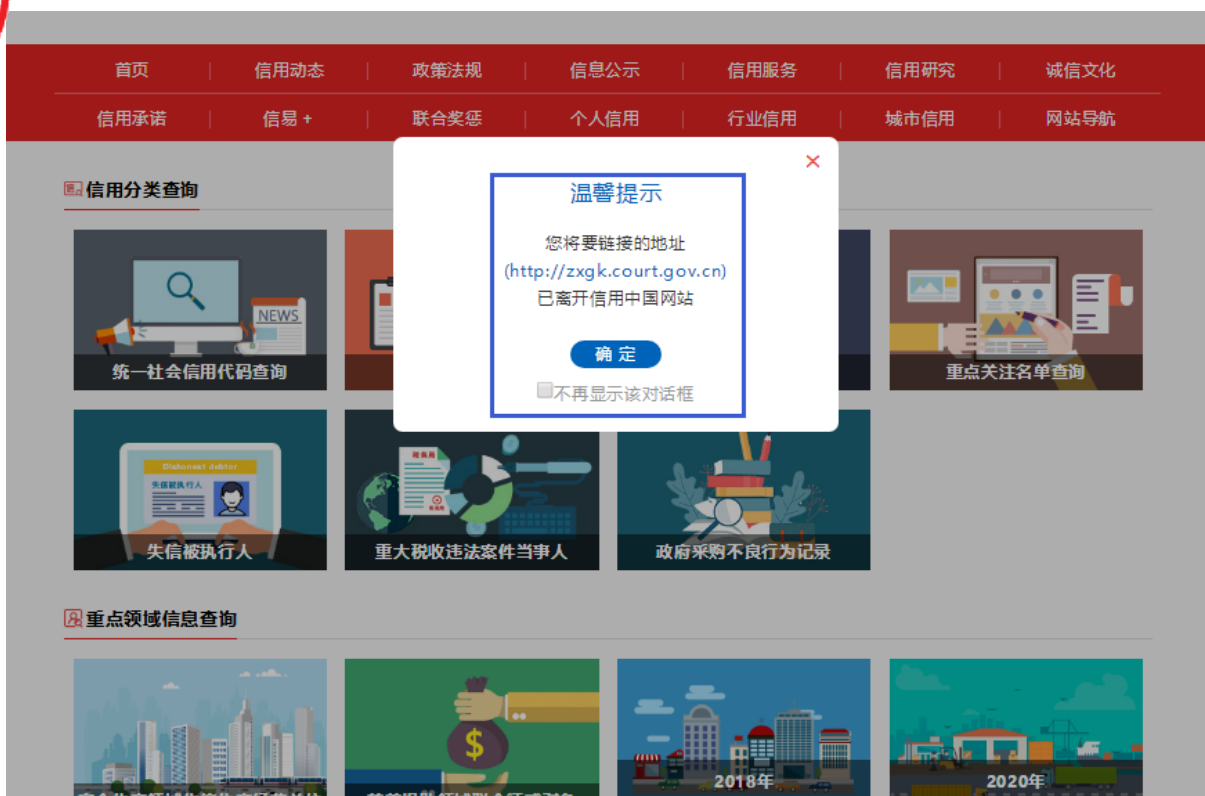 首页 信用动态 政策法规 信息公示 信用服务 信用研究 诚信文化
信用承诺 信易 + 联合奖惩 个人信用 行业信用 城市信用 网站导航
×
信用分类查询
温馨提示
您将要链接的地址
(http://zxgk.court.gov.cn)
已离开信用中国网站
确 定
不再显示该对话框
NEWS
统一社会信用代码查询
重点关注名单查询
Dishonest debtor
失信被执行人
失信被执行人
重大税收违法案件当事人
政府采购不良行为记录
重点领域信息查询
$
2018年
2020年